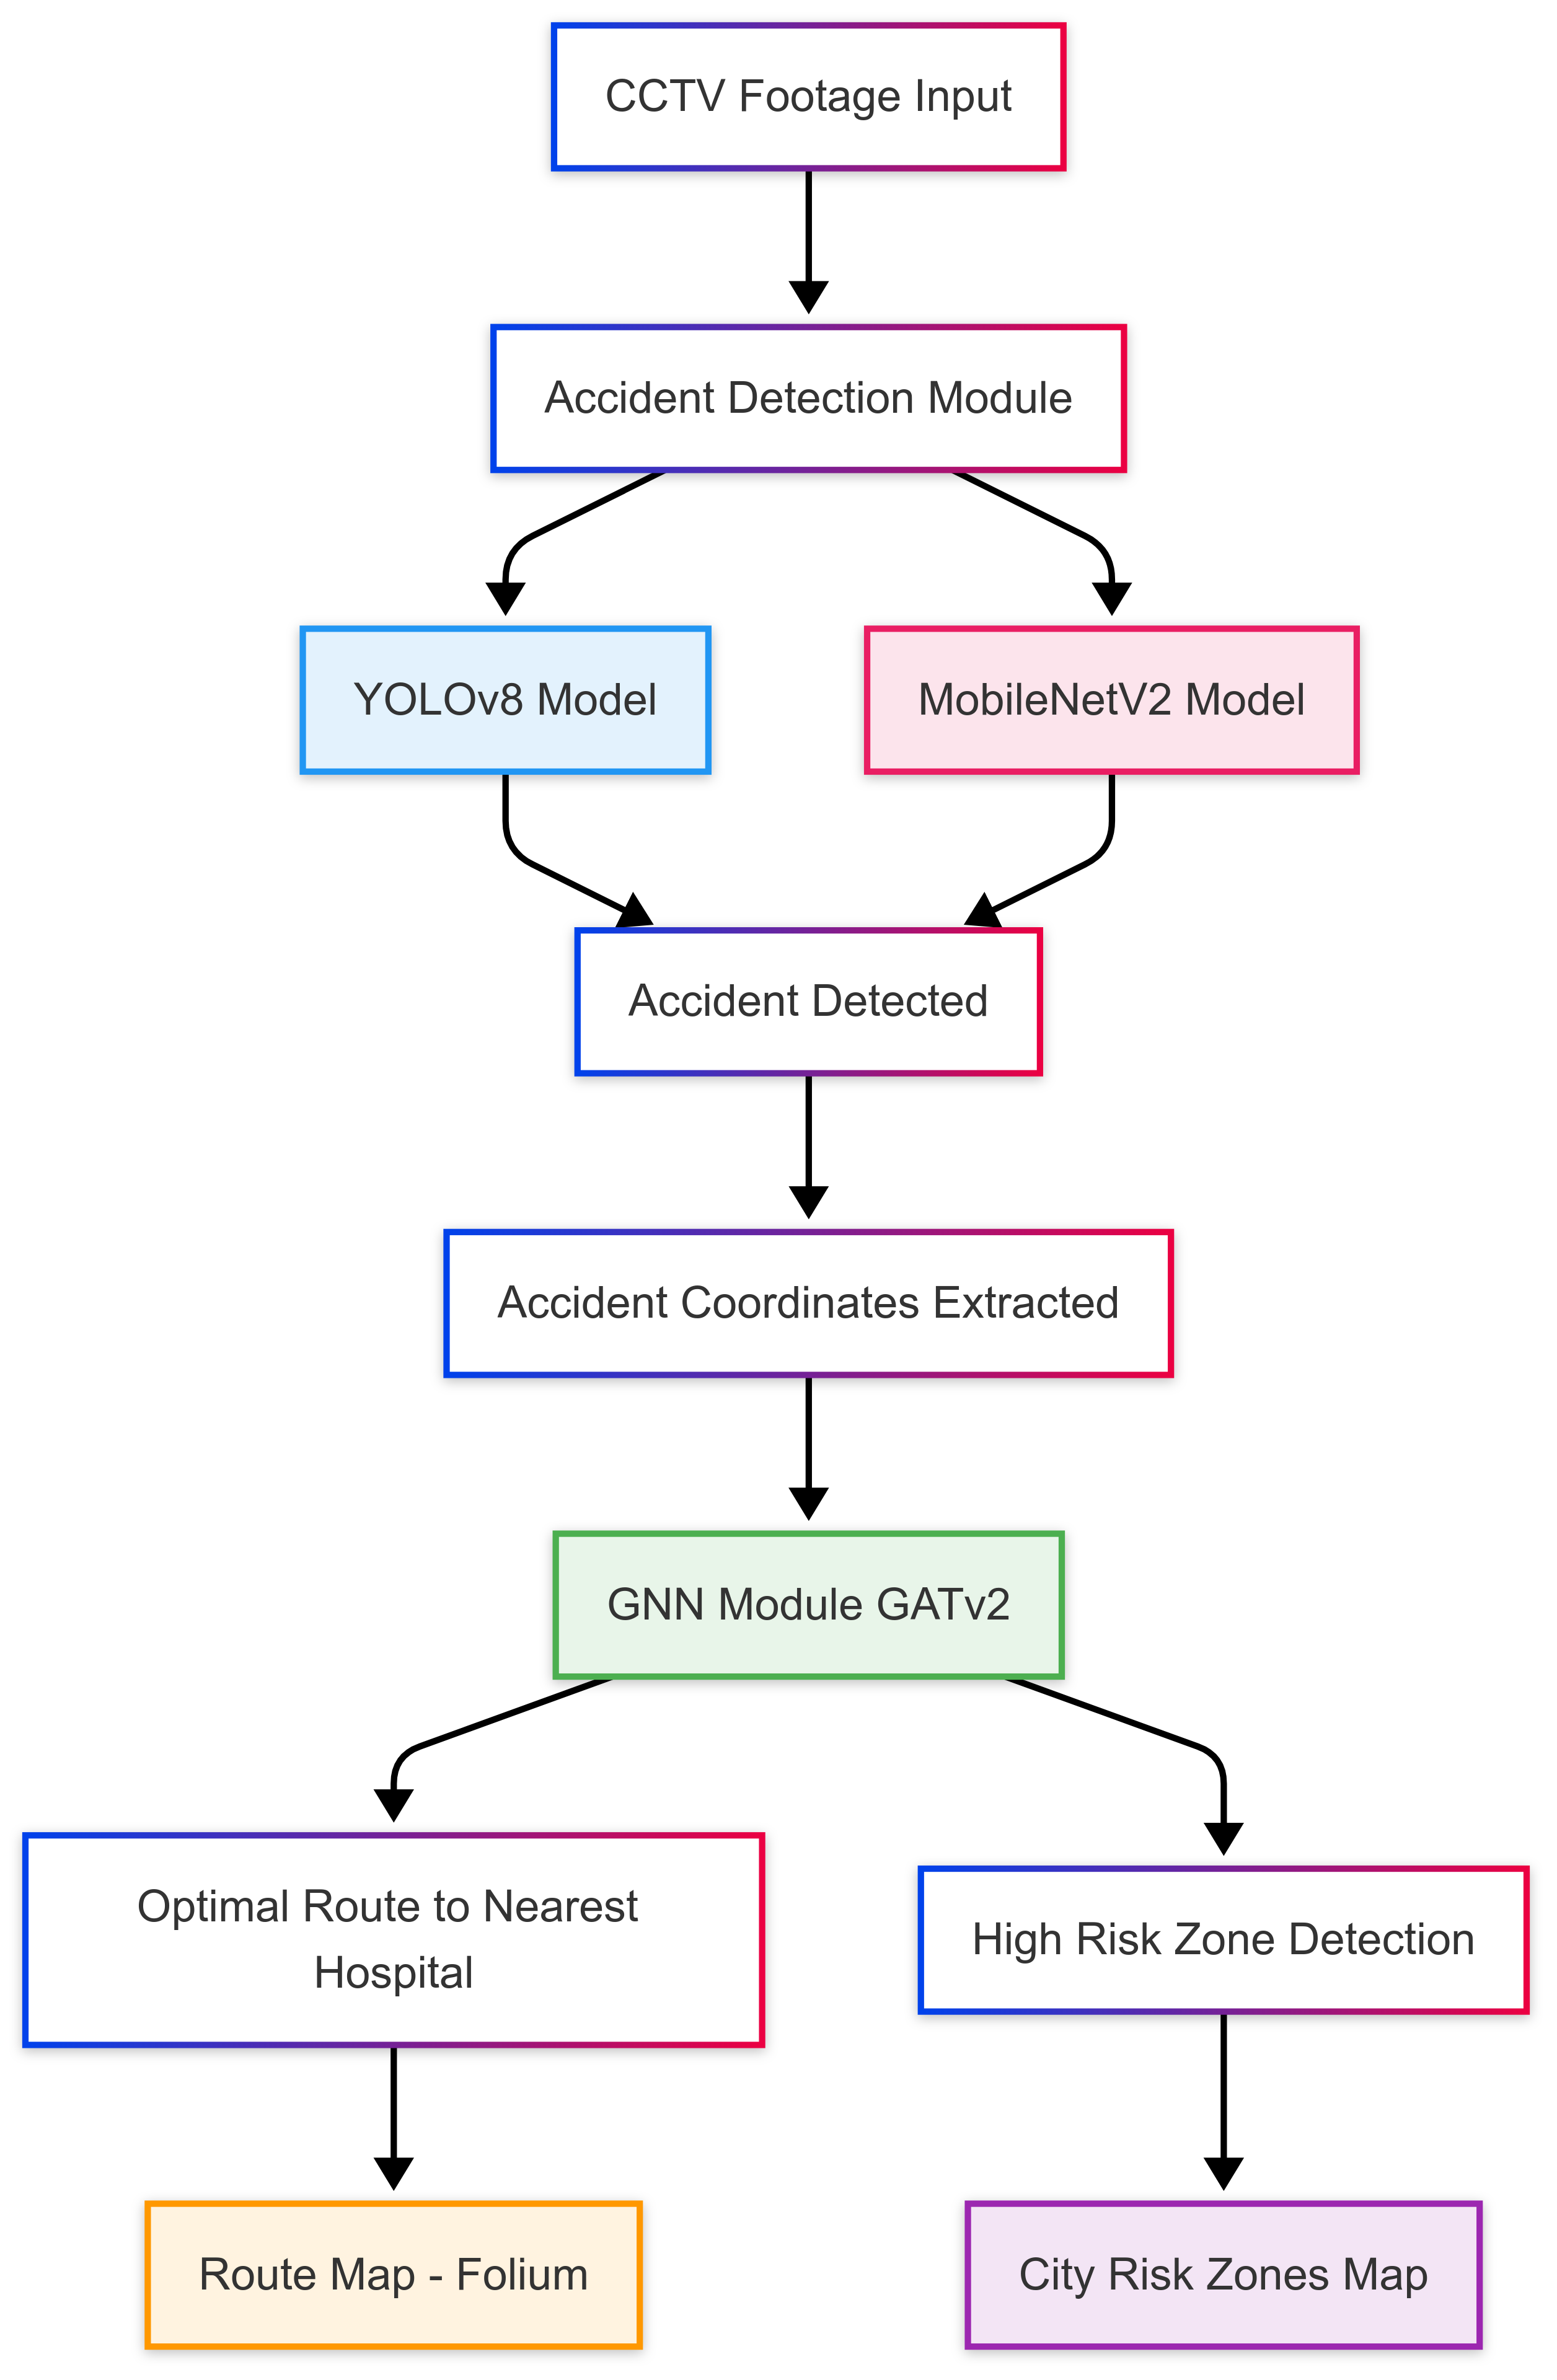 CCTV Footage Input
Accident Detection Module
YOLOv8 Model
MobileNetV2 Model
Accident Detected
Accident Coordinates Extracted
GNN Module GATv2
Optimal Route to Nearest
Hospital
High Risk Zone Detection
Route Map - Folium
City Risk Zones Map